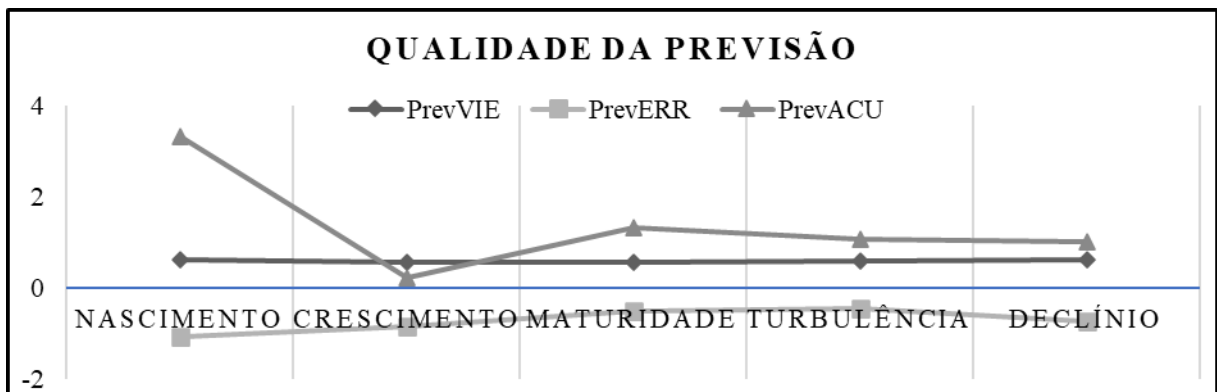 QUALIDADE DA PREVISÃO
PrevVIE PrevERR PrevACU
4
2
0
NASCIMENTO CRESCIMENTO MATURIDADE TURBULÊNCIA DECLÍNIO
-2